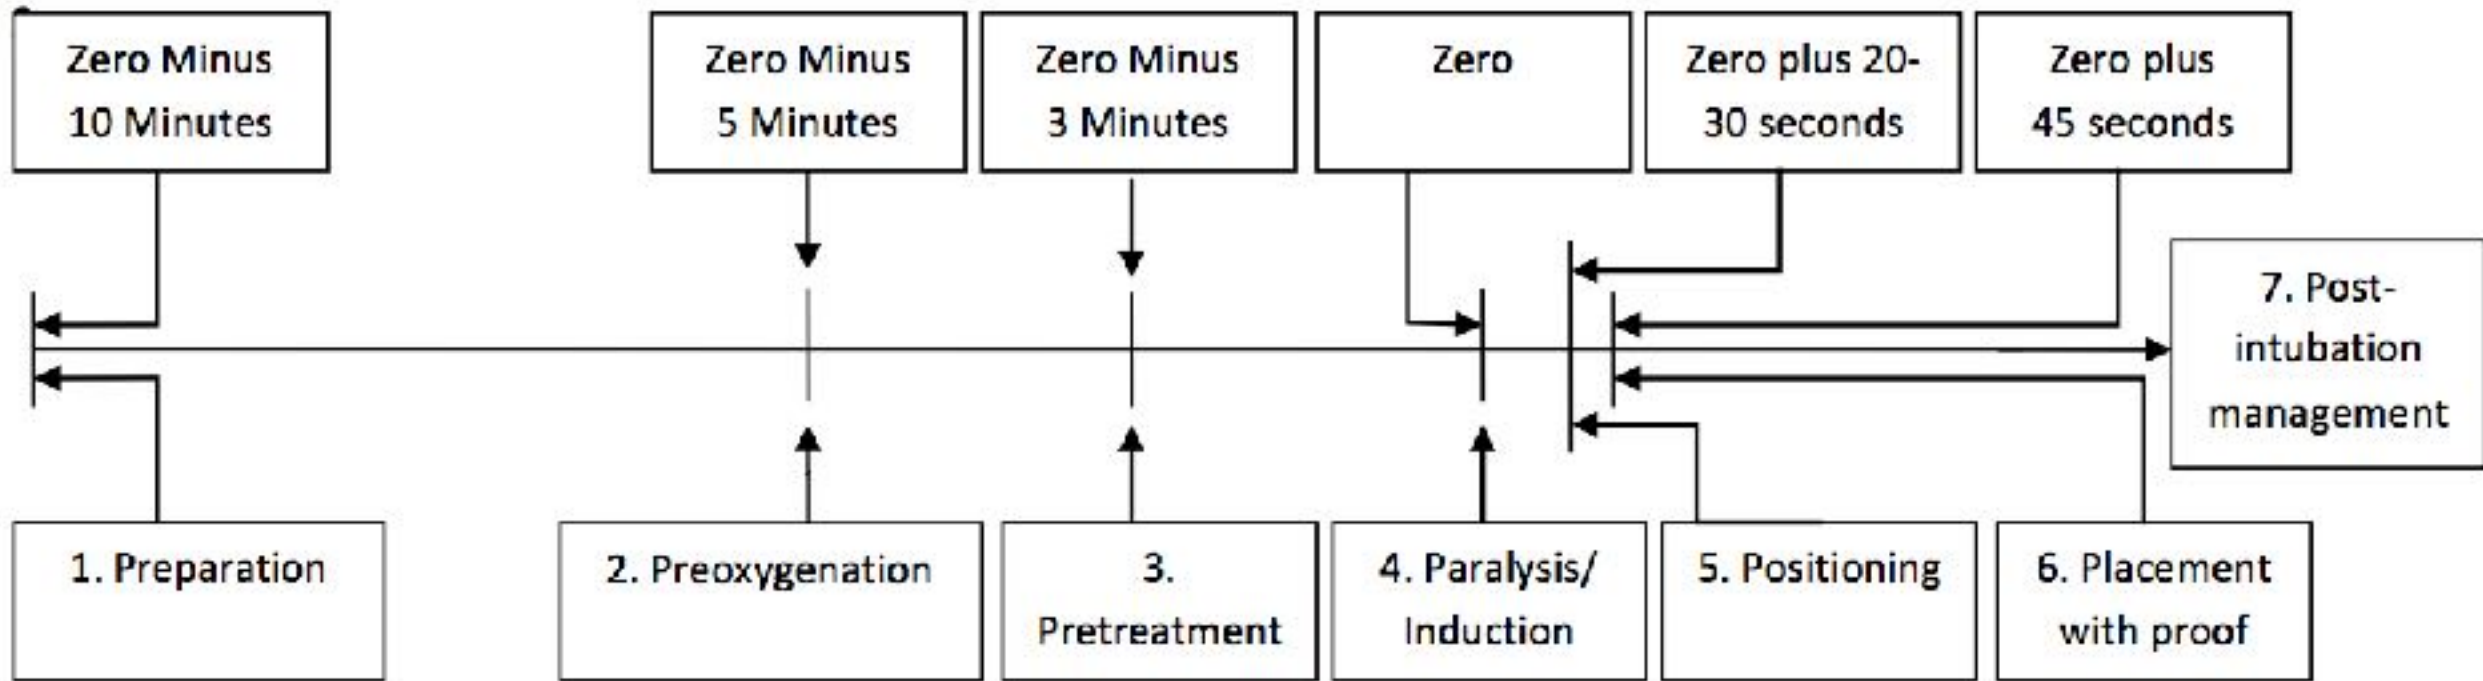 Zero Minus
10 Minutes
Zero Minus
5 Minutes
Zero Minus
3 Minutes
Zero
Zero plus 20-
30 seconds
Zero plus
45 seconds
7. Post-
intubation
management
1. Preparation
2. Preoxygenation
3.
Pretreatment
4. Paralysis/
Induction
5. Positioning
6. Placement
with proof